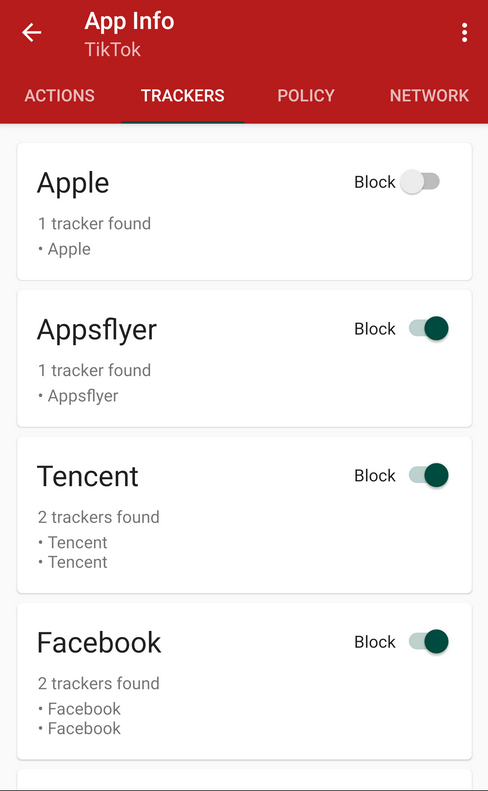 App Info
TikTok
ACTIONS TRACKERS POLICY NETWORK
Apple Block
1 tracker found
• Apple
Appsflyer Block
1 tracker found
• Appsflyer
Tencent Block
2 trackers found
• Tencent
• Tencent
Facebook Block
2 trackers found
• Facebook
• Facebook